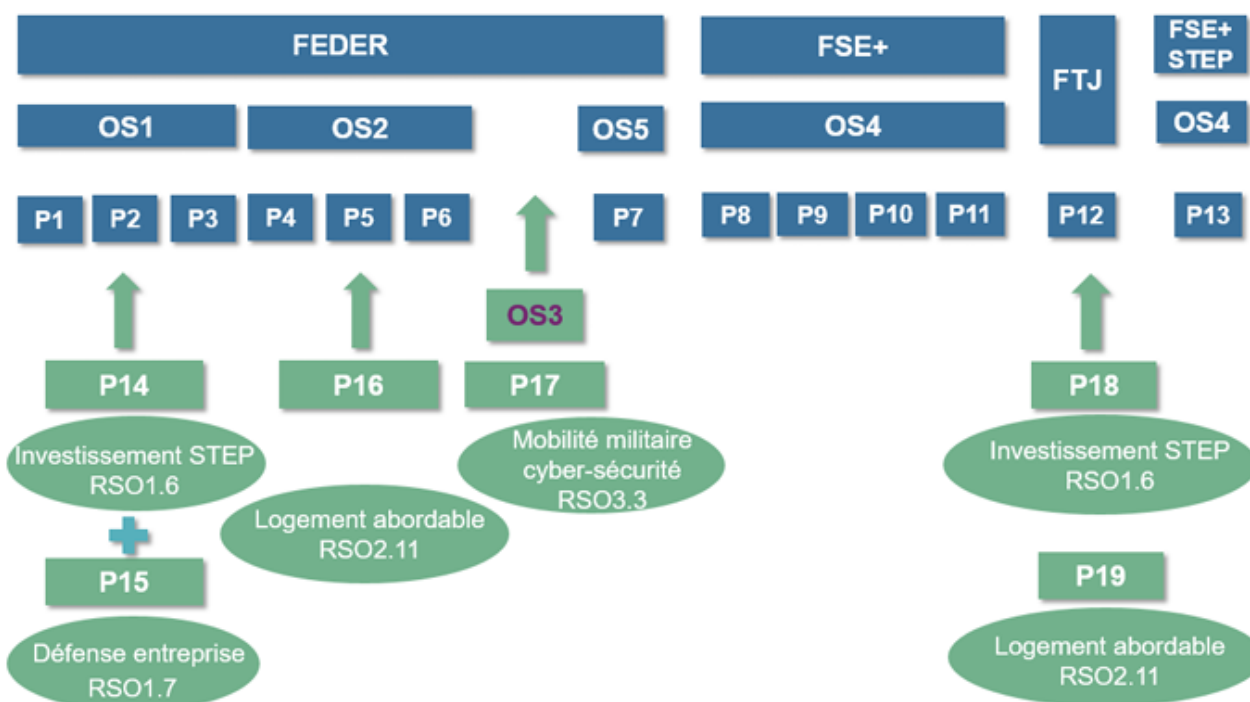 FEDER
FSE+
FTJ
FSE+
STEP
OS1
OS2
OS5
OS4
OS4
P1
P2
P3
P4
P5
P6
P7
P8
P9
P10
P11
P12
P13
OS3
P14
P16
P17
P18
Investissement STEP
RSO1.6
Mobilité militaire
cyber-sécurité
RSO3.3
Investissement STEP
RSO1.6
Logement abordable
RSO2.11
P15
P19
Défense entreprise
RSO1.7
Logement abordable
RSO2.11